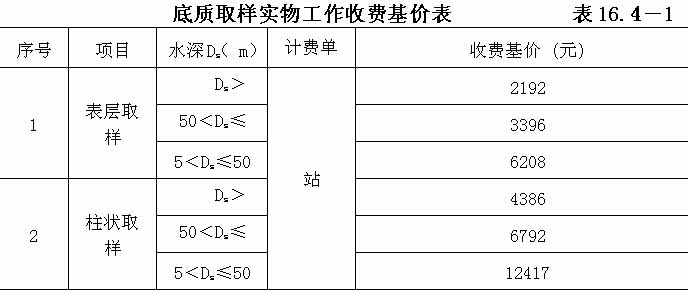 底质取样实物工作收费基价表 表16.4－1
序号 项目 水深Dₛ( m) 计费单 收费基价 (元)
1 表层取样 Dₛ＞ 站 2192
50＜Dₛ≤ 3396
5＜Dₛ≤50 6208
2 柱状取样 Dₛ＞ 4386
50＜Dₛ≤ 6792
5＜Dₛ≤50 12417